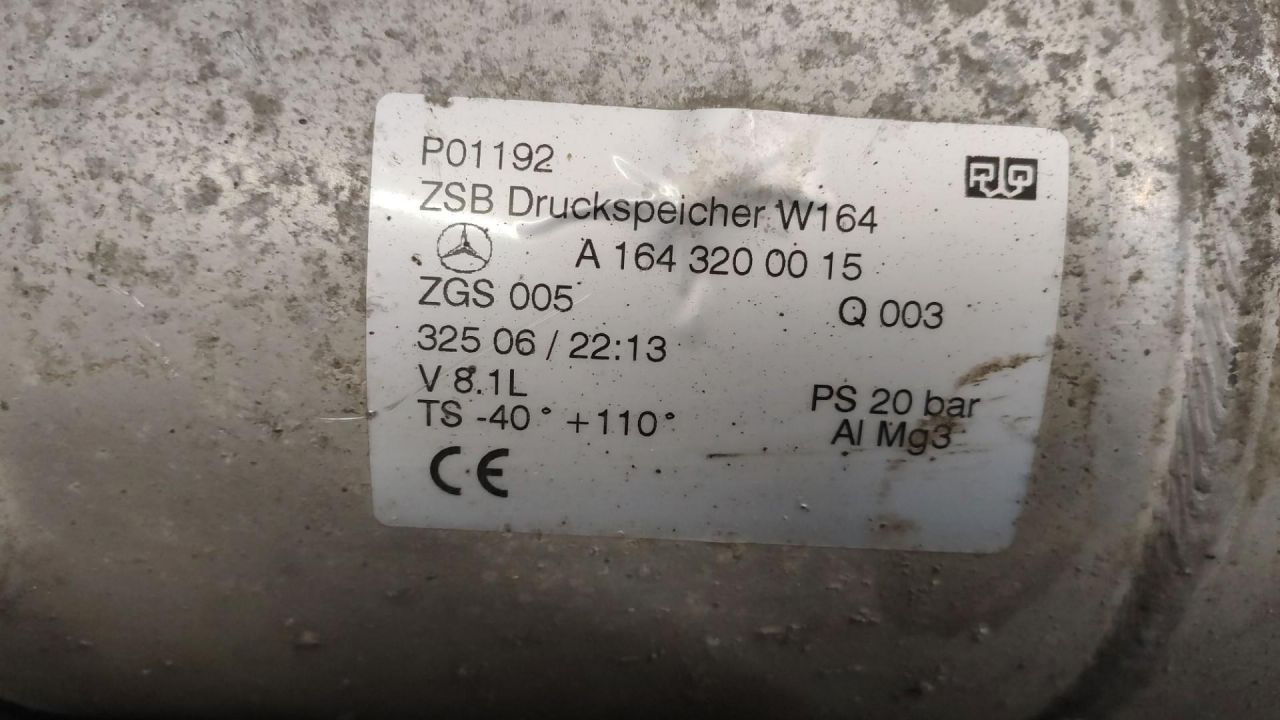 P01192
ZSB Druckspeicher W164
A 164 320 00 15
ZGS 005
Q 003
325 06 / 22:13
V 8.1L
PS 20 bar
TS -40° +110°
Al Mg3
CE